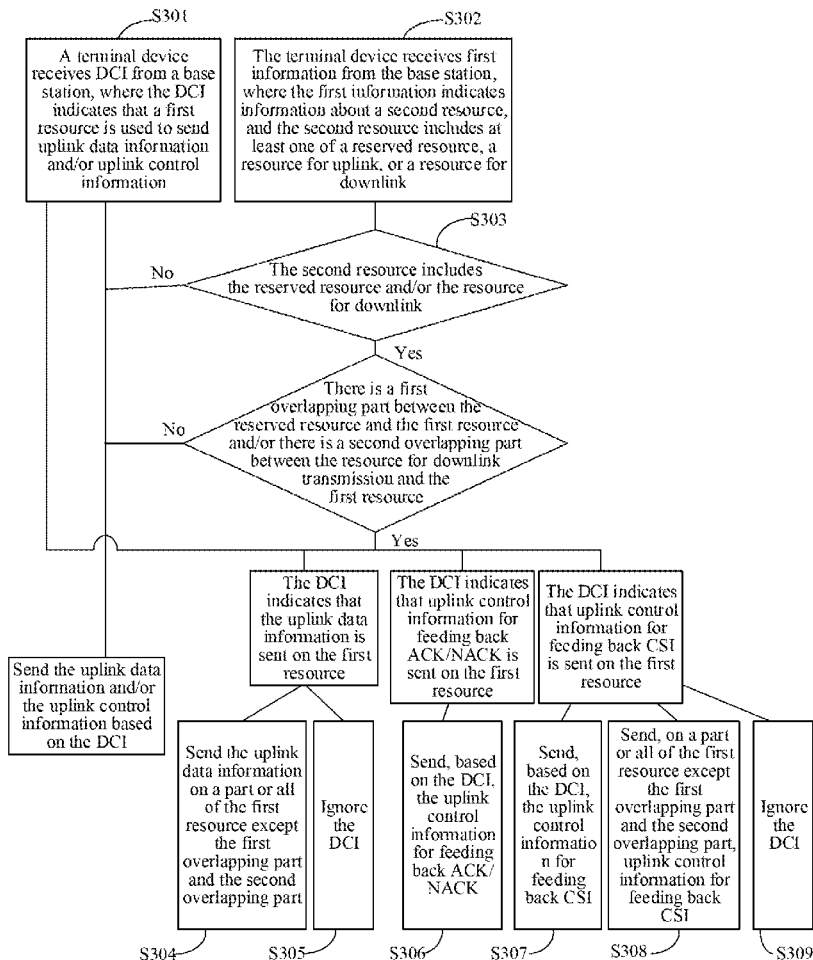 S301
A terminal device
receives DCI from a base
station, where the DCI
indicates that a first
resource is used to send
uplink data information
and/or uplink control
information
S302
The terminal device receives first
information from the base station,
where the first information indicates
information about a second resource,
and the second resource includes at
least one of a reserved resource, a
resource for uplink, or a resource for
downlink
S303
The second resource includes
the reserved resource and/or the resource
for downlink
No
Yes
There is a first
overlapping part between the
reserved resource and the first resource
and/or there is a second overlapping part
between the resource for downlink
transmission and the
first resource
No
Yes
The DCI
indicates that
the uplink data
information is
sent on the first
resource
The DCI indicates
that uplink control
information for
feeding back
ACK/NACK is
sent on the first
resource
The DCI indicates
that uplink control
information for
feeding back CSI
is sent on the first
resource
Send the uplink data
information and/or
the uplink control
information based
on the DCI
Send the uplink
data information
on a part or all
of the first
resource except
the first
overlapping part
and the second
overlapping part
Ignore
the DCI
Send, based
on the DCI,
the uplink
control
information
for feeding
back ACK/
NACK
Send,
based on
the DCI,
the uplink
control
informatio
n for
feeding
back CSI
Send, on a part
or all of the first
resource except
the first
overlapping part
and the second
overlapping part,
uplink control
information for
feeding back
CSI
Ignore
the DCI
S304
S305
S306
S307
S308
S309